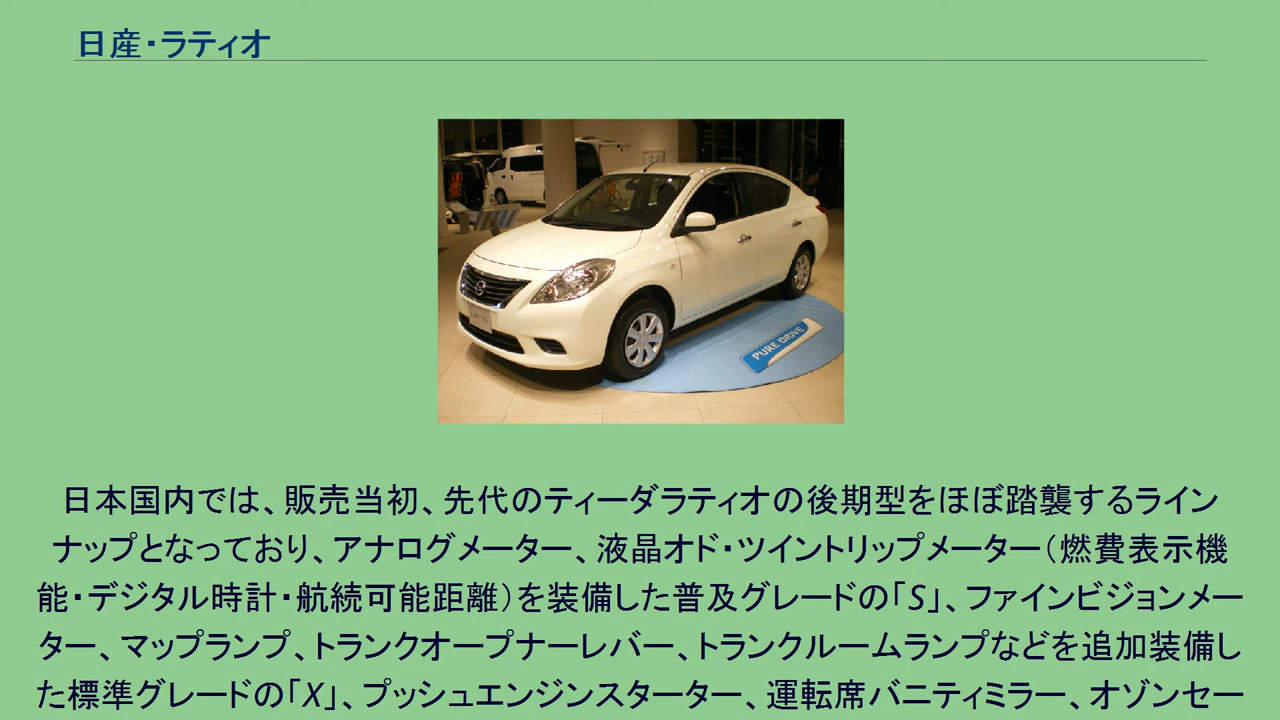 日産・ラティオ
PURE DRIVE
日本国内では、販売当初、先代のティーダラティオの後期型をほぼ踏襲するライン
ナップとなっており、アナログメーター、液晶オド・ツイントリップメーター（燃費表示機
能・デジタル時計・航続可能距離）を装備した普及グレードの「S」、ファインビジョンメー
ター、マップランプ、トランクオープナーレバー、トランクルームランプなどを追加装備し
た標準グレードの「X」、プッシュエンジンスターター、運転席バニティミラー、オゾンセー